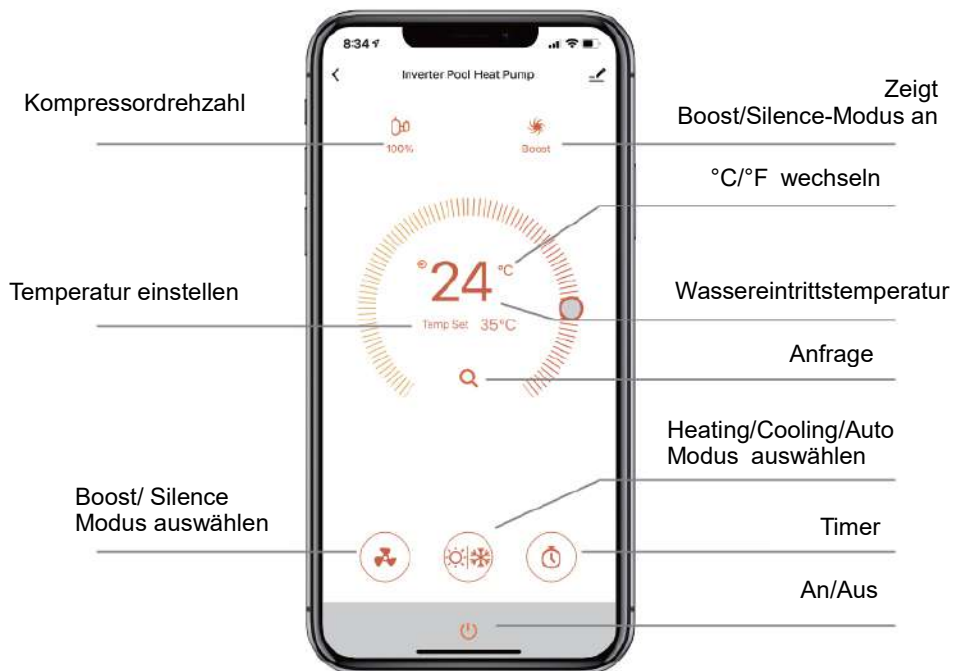 8:34
Inverter Pool Heat Pump
Kompressordrehzahl
Zeigt
Boost/Silence-Modus an
100%
Boost
°C/°F wechseln
24 °C
Temperatur einstellen
Wassereintrittstemperatur
Temp Set 35°C
Anfrage
Heating/Cooling/Auto
Modus auswählen
Boost/ Silence
Modus auswählen
Timer
An/Aus